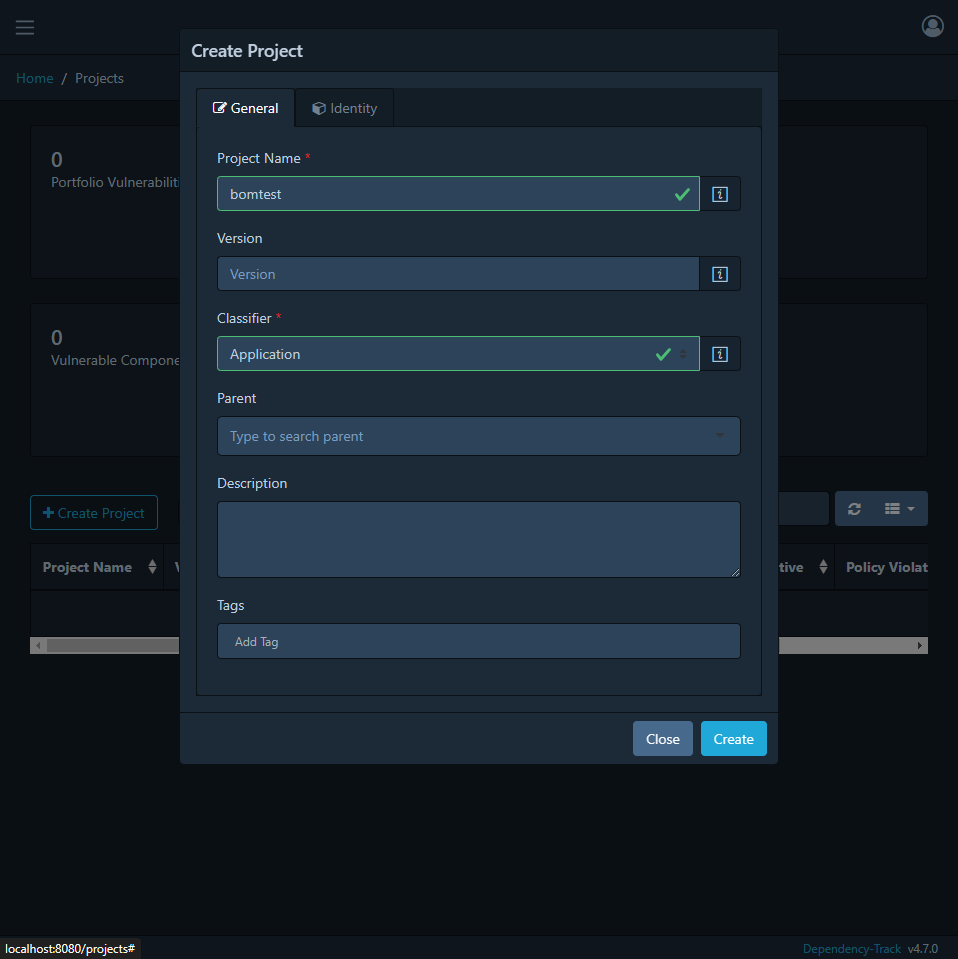 Create Project
Home / Projects
General
Identity
0
Portfolio Vulnerabiliti
Project Name *
bomtest
Version
Version
Classifier *
Application
0
Vulnerable Compone
Parent
Type to search parent
Description
Create Project
Project Name
tive
Policy Violat
Tags
Add Tag
Close
Create
localhost:8080/projects#
Dependency-Track v4.7.0